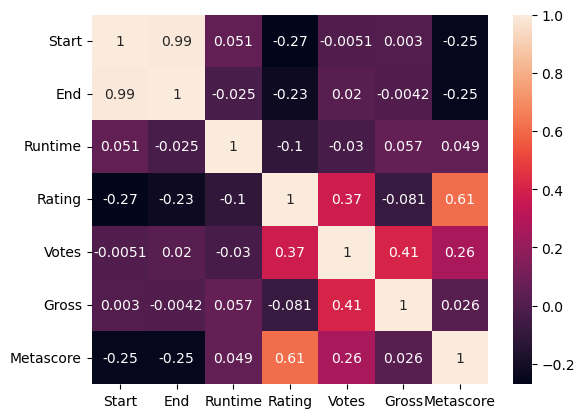 Start 1 0.99 0.051 -0.27 -0.0051 0.003 -0.25
End 0.99 1 -0.025 -0.23 0.02 -0.0042 -0.25
Runtime 0.051 -0.025 1 -0.1 -0.03 0.057 0.049
Rating -0.27 -0.23 -0.1 1 0.37 -0.081 0.61
Votes -0.0051 0.02 -0.03 0.37 1 0.41 0.26
Gross 0.003 -0.0042 0.057 -0.081 0.41 1 0.026
Metascore -0.25 -0.25 0.049 0.61 0.26 0.026 1
Start End Runtime Rating Votes Gross Metascore
1.0
0.8
0.6
0.4
0.2
0.0
−0.2